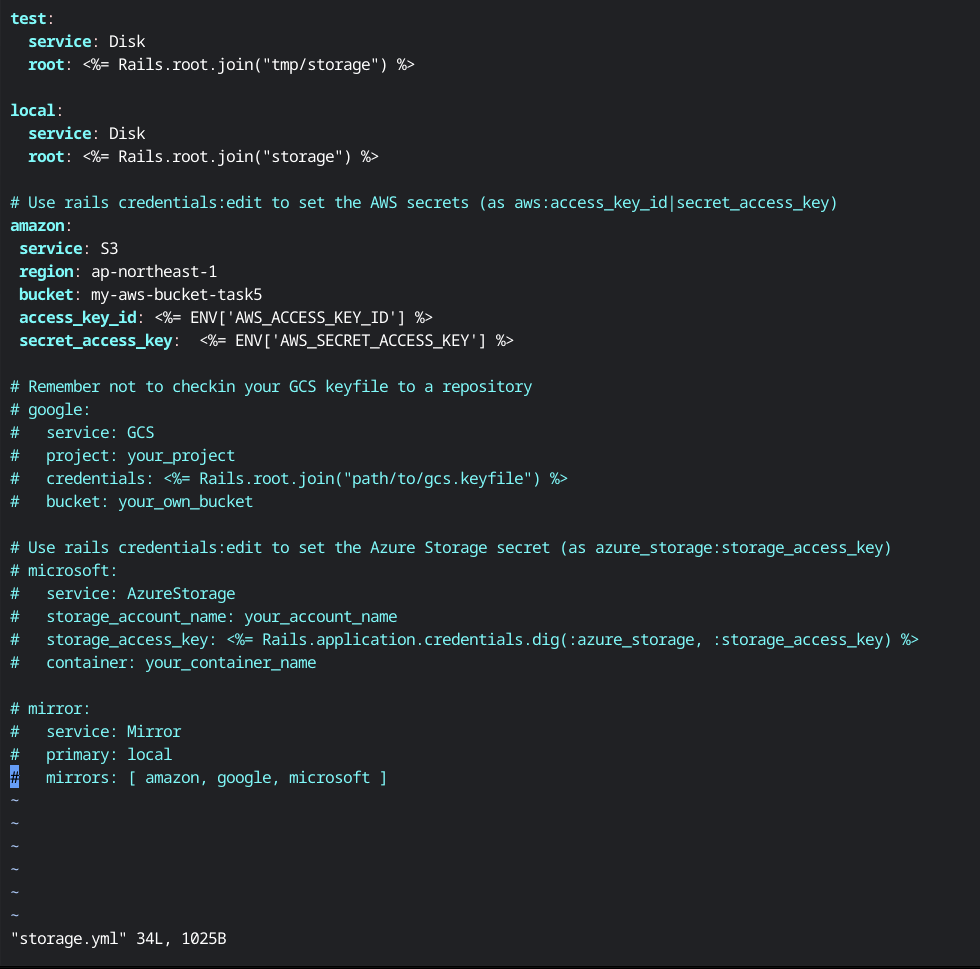 test:
  service: Disk
  root: <%= Rails.root.join("tmp/storage") %>

local:
  service: Disk
  root: <%= Rails.root.join("storage") %>

# Use rails credentials:edit to set the AWS secrets (as aws:access_key_id|secret_access_key)
amazon:
 service: S3
 region: ap-northeast-1
 bucket: my-aws-bucket-task5
 access_key_id: <%= ENV['AWS_ACCESS_KEY_ID'] %>
 secret_access_key:  <%= ENV['AWS_SECRET_ACCESS_KEY'] %>

# Remember not to checkin your GCS keyfile to a repository
# google:
#   service: GCS
#   project: your_project
#   credentials: <%= Rails.root.join("path/to/gcs.keyfile") %>
#   bucket: your_own_bucket

# Use rails credentials:edit to set the Azure Storage secret (as azure_storage:storage_access_key)
# microsoft:
#   service: AzureStorage
#   storage_account_name: your_account_name
#   storage_access_key: <%= Rails.application.credentials.dig(:azure_storage, :storage_access_key) %>
#   container: your_container_name

# mirror:
#   service: Mirror
#   primary: local
#   mirrors: [ amazon, google, microsoft ]
~
~
~
~
~
~
"storage.yml" 34L, 1025B